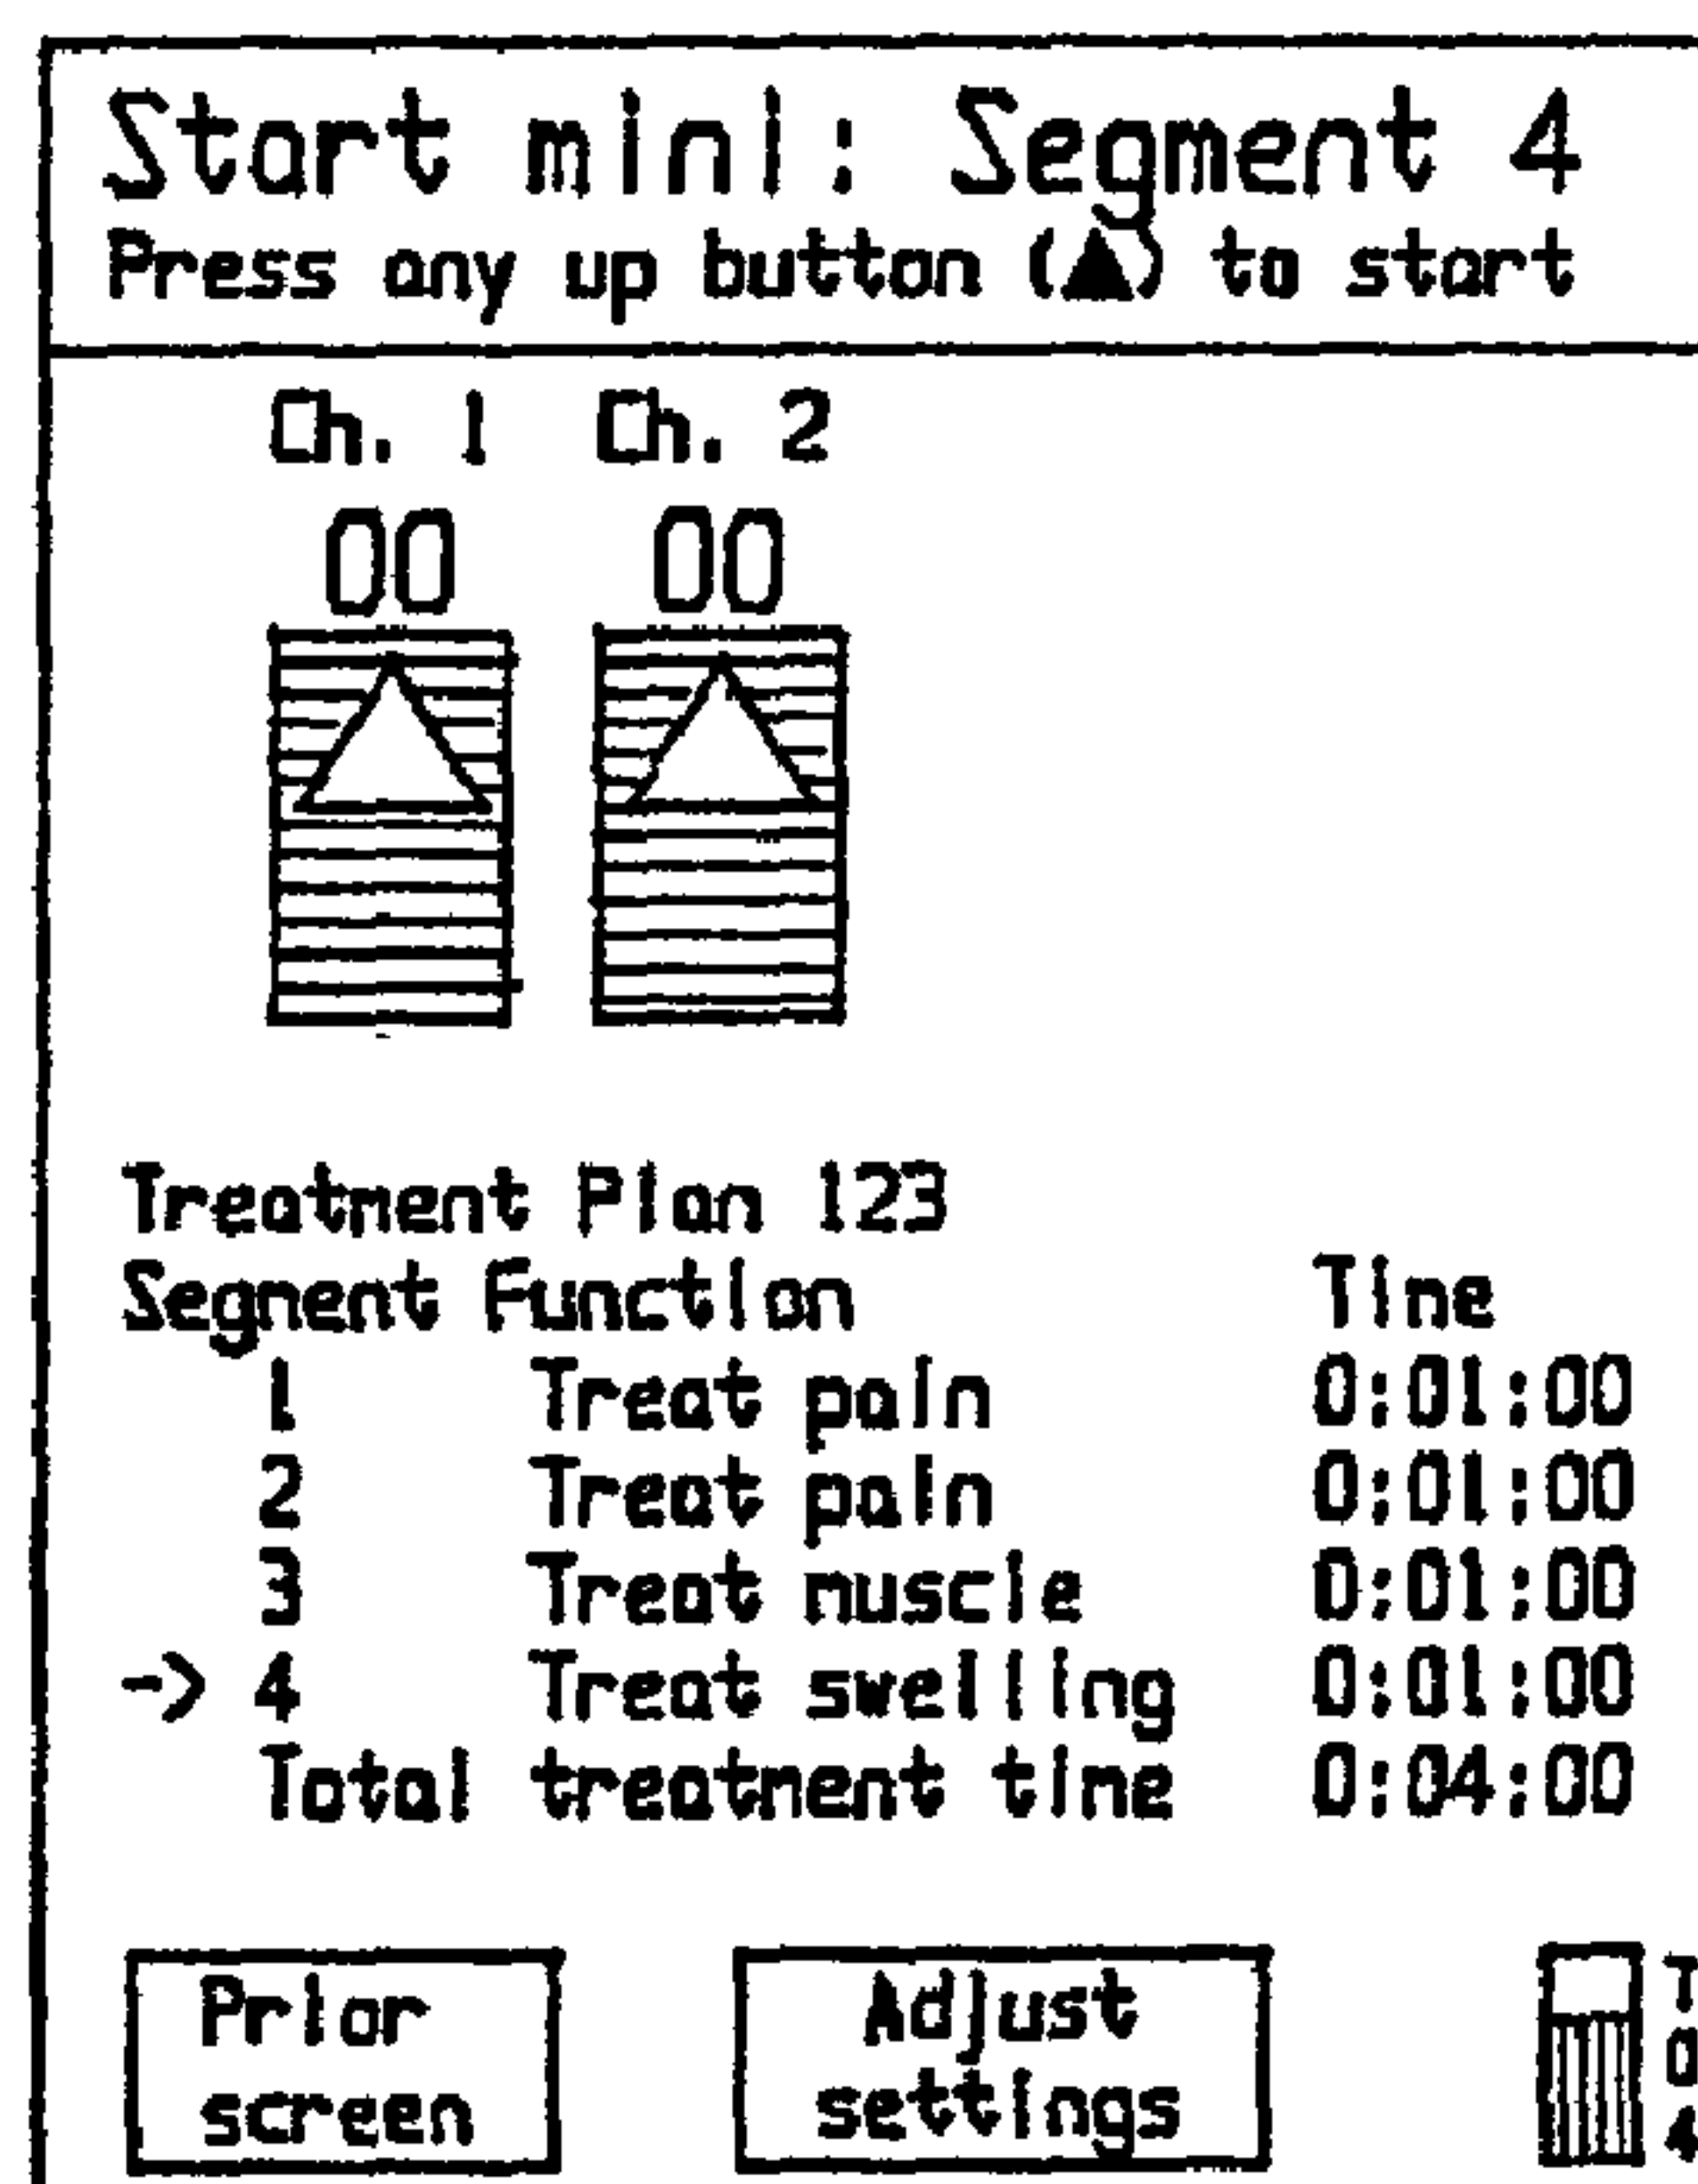 Start mini: Segment 4
Press any up button (▲) to start
Ch. 1 Ch. 2
00 00
Treatment Plan 123
Segment Function Time
1 Treat pain 0:01:00
2 Treat pain 0:01:00
3 Treat muscle 0:01:00
-> 4 Treat swelling 0:01:00
Total treatment time 0:04:00
Prior
screen
Adjust
settings